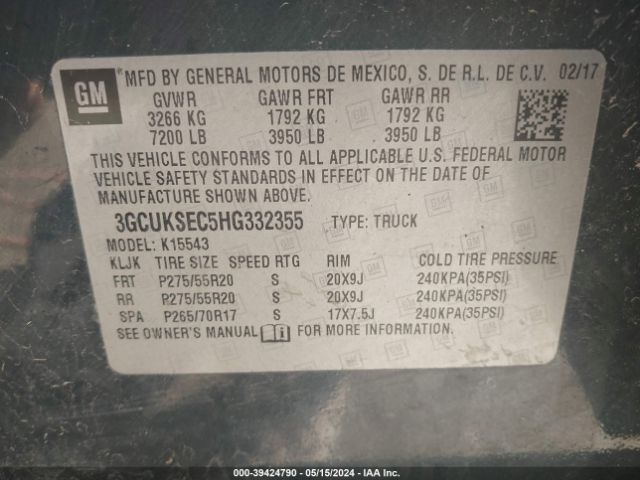 GM MFD BY GENERAL MOTORS DE MEXICO, S. DE R.L. DE C.V. 02/17
GVWR GAWR FRT GAWR RR
3266 KG 1792 KG 1792 KG
7200 LB 3950 LB 3950 LB
THIS VEHICLE CONFORMS TO ALL APPLICABLE U.S. FEDERAL MOTOR
VEHICLE SAFETY STANDARDS IN EFFECT ON THE DATE OF
MANUFACTURE SHOWN ABOVE.
3GCUKSEC5HG332355 TYPE: TRUCK
MODEL: K15543
KLJK TIRE SIZE SPEED RTG RIM COLD TIRE PRESSURE
FRT P275/55R20 S 20X9J 240KPA(35PSI)
RR P275/55R20 S 20X9J 240KPA(35PSI)
SPA P265/70R17 S 17X7.5J 240KPA(35PSI)
SEE OWNER'S MANUAL FOR MORE INFORMATION.
000-39424790 - 05/15/2024 - IAA Inc.